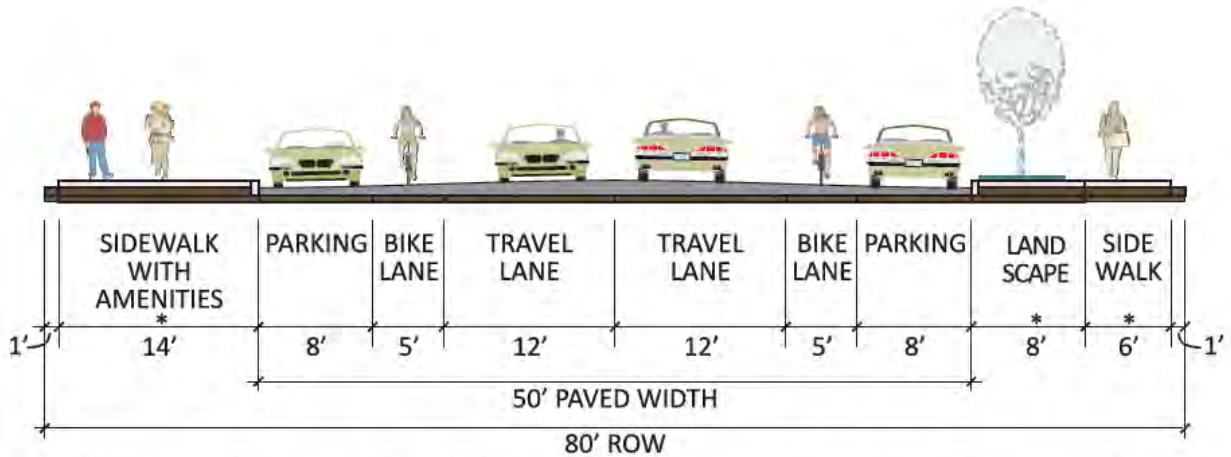 SIDEWALK
WITH
AMENITIES
*
PARKING
BIKE
LANE
TRAVEL
LANE
TRAVEL
LANE
BIKE
LANE
PARKING
LAND
SCAPE
*
SIDE
WALK
*
1' 14' 8' 5' 12' 12' 5' 8' 8' 6' 1'
50' PAVED WIDTH
80' ROW